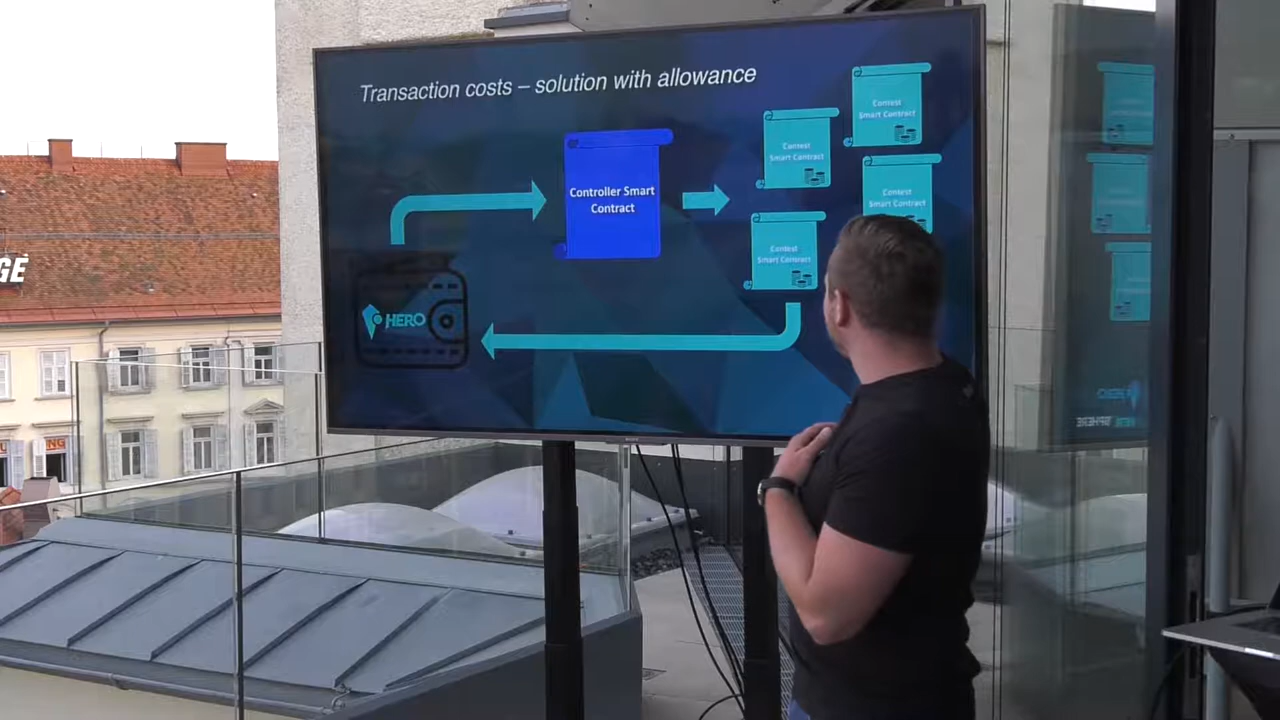 Transaction costs – solution with allowance
Contest
Smart Contract
Contest
Smart Contract
Controller Smart
Contract
Contest
Smart Contract
Contest
Smart Contract
HERO
GE
NG